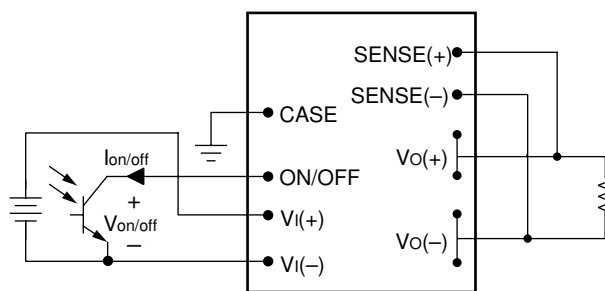 SENSE(+)
SENSE(–)
CASE
Ion/off
VO(+)
ON/OFF
+
Von/off
VI(+)
–
VO(–)
VI(–)